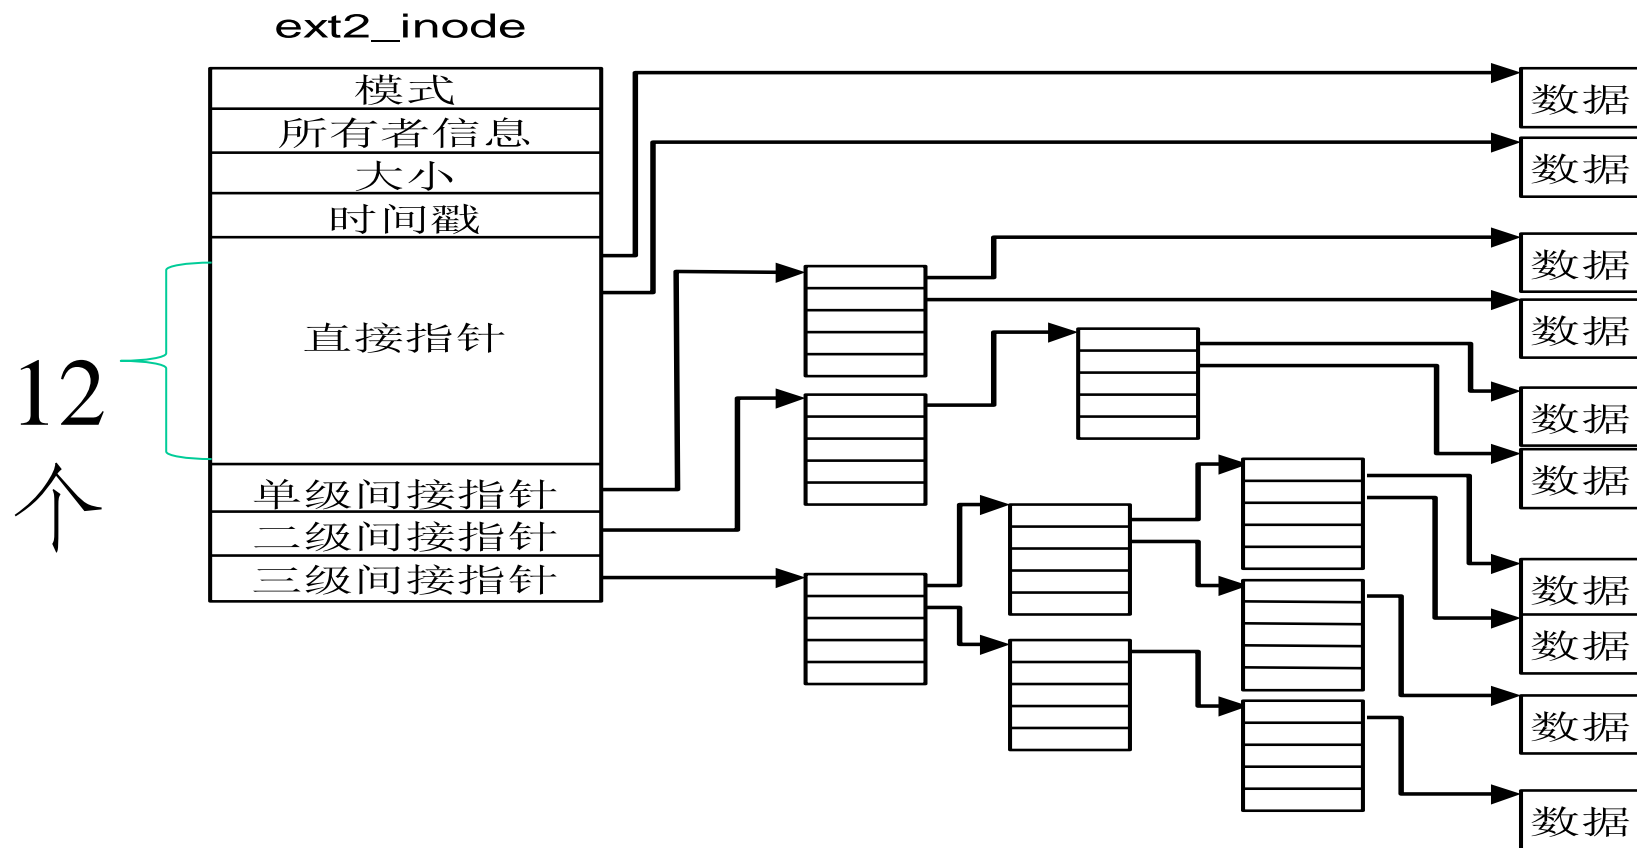 ext2_inode
模式
所有者信息
大小
时间戳
直接指针
12
个
单级间接指针
二级间接指针
三级间接指针
数据
数据
数据
数据
数据
数据
数据
数据
数据
数据